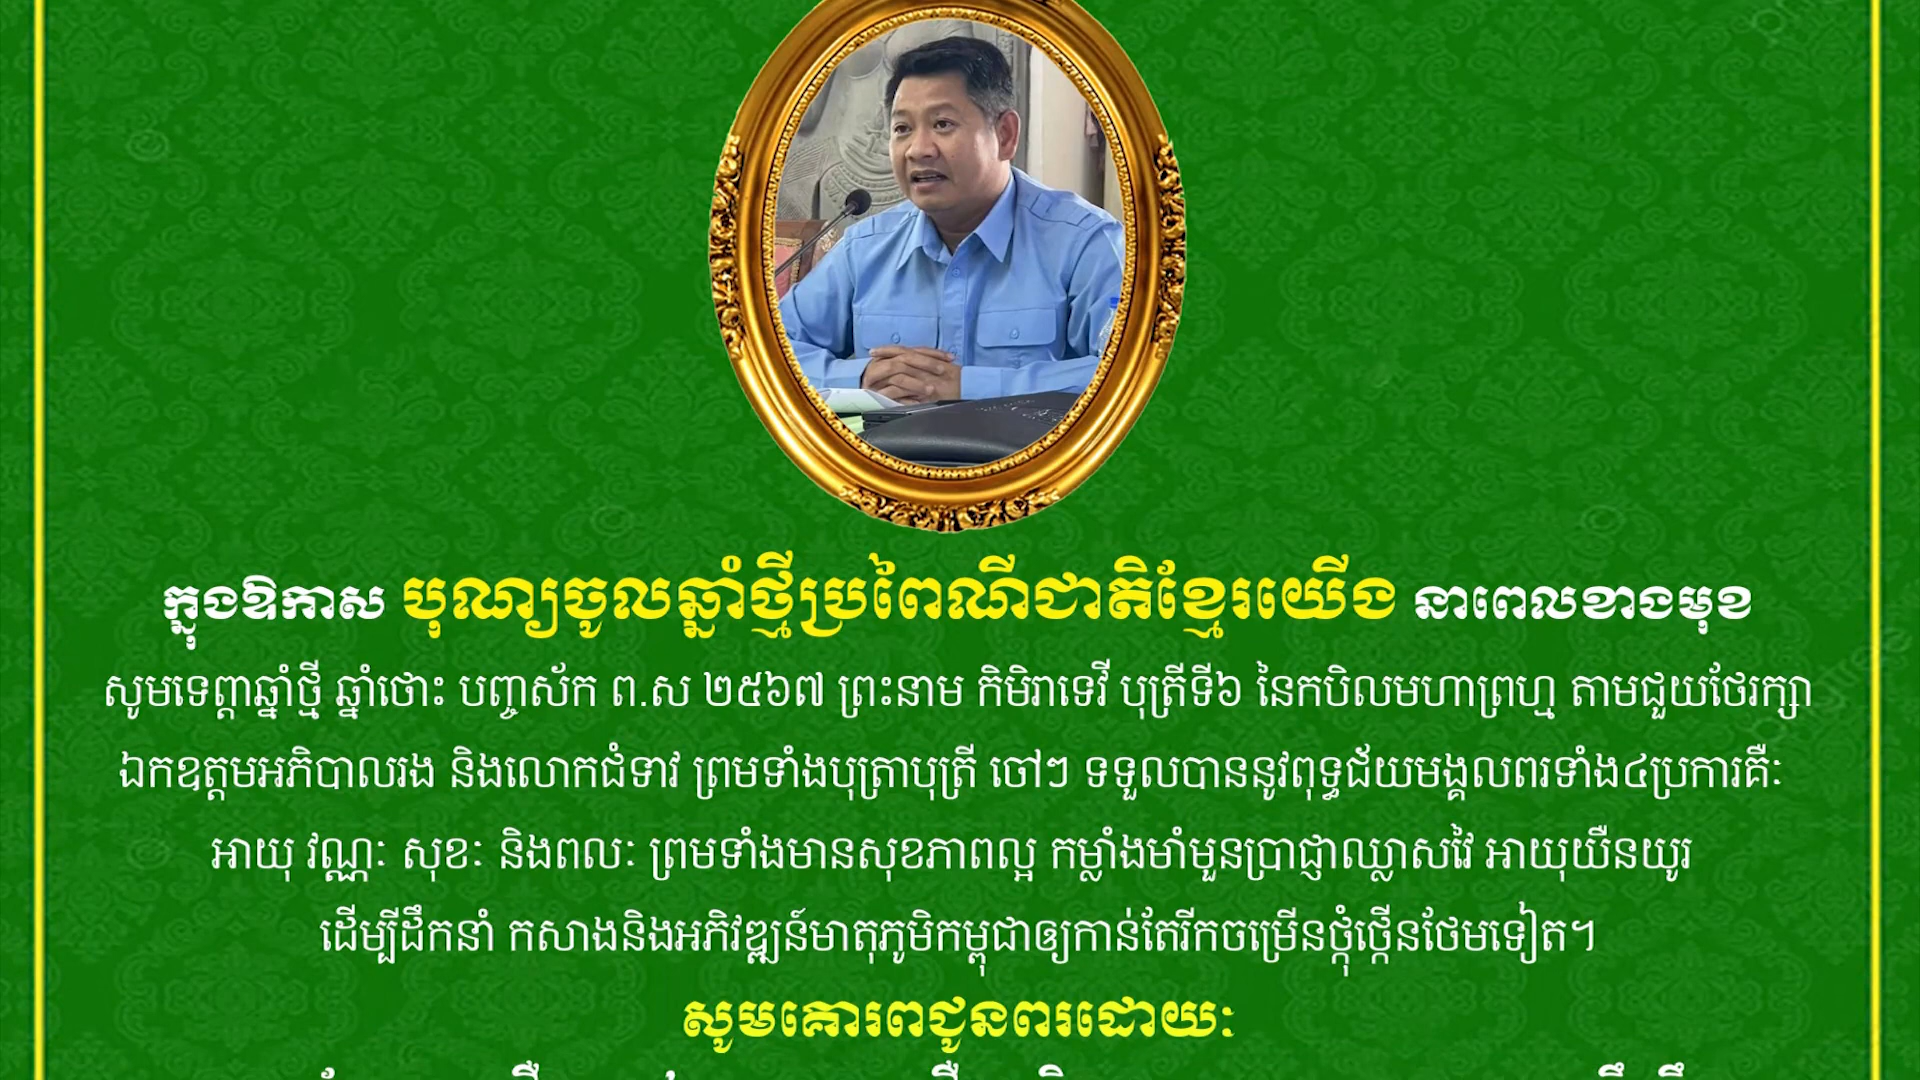 ក្នុងឱកាស បុណ្យចូលឆ្នាំថ្មីប្រពៃណីជាតិខ្មែរយើង នាពេលខាងមុខ
សូមទេព្តាឆ្នាំថ្មី ឆ្នាំថោះ បញ្ចស័ក ព.ស ២៥៦៧ ព្រះនាម កិមិរាទេវី បុត្រីទី៦ នៃកបិលមហាព្រហ្ម តាមជួយថែរក្សា
ឯកឧត្តមអភិបាលរង និងលោកជំទាវ ព្រមទាំងបុត្រាបុត្រី ចៅៗ ទទួលបាននូវពុទ្ធជ័យមង្គលពរទាំង៤ប្រការគឺៈ
អាយុ វណ្ណៈ សុខៈ និងពលៈ ព្រមទាំងមានសុខភាពល្អ កម្លាំងមាំមួនប្រាជ្ញាឈ្លាសវៃ អាយុយឺនយូរ
ដើម្បីដឹកនាំ កសាងនិងអភិវឌ្ឍន៍មាតុភូមិកម្ពុជាឲ្យកាន់តែរីកចម្រើនថ្កុំថ្កើនថែមទៀត។
សូមគោរពជូនពរដោយៈ